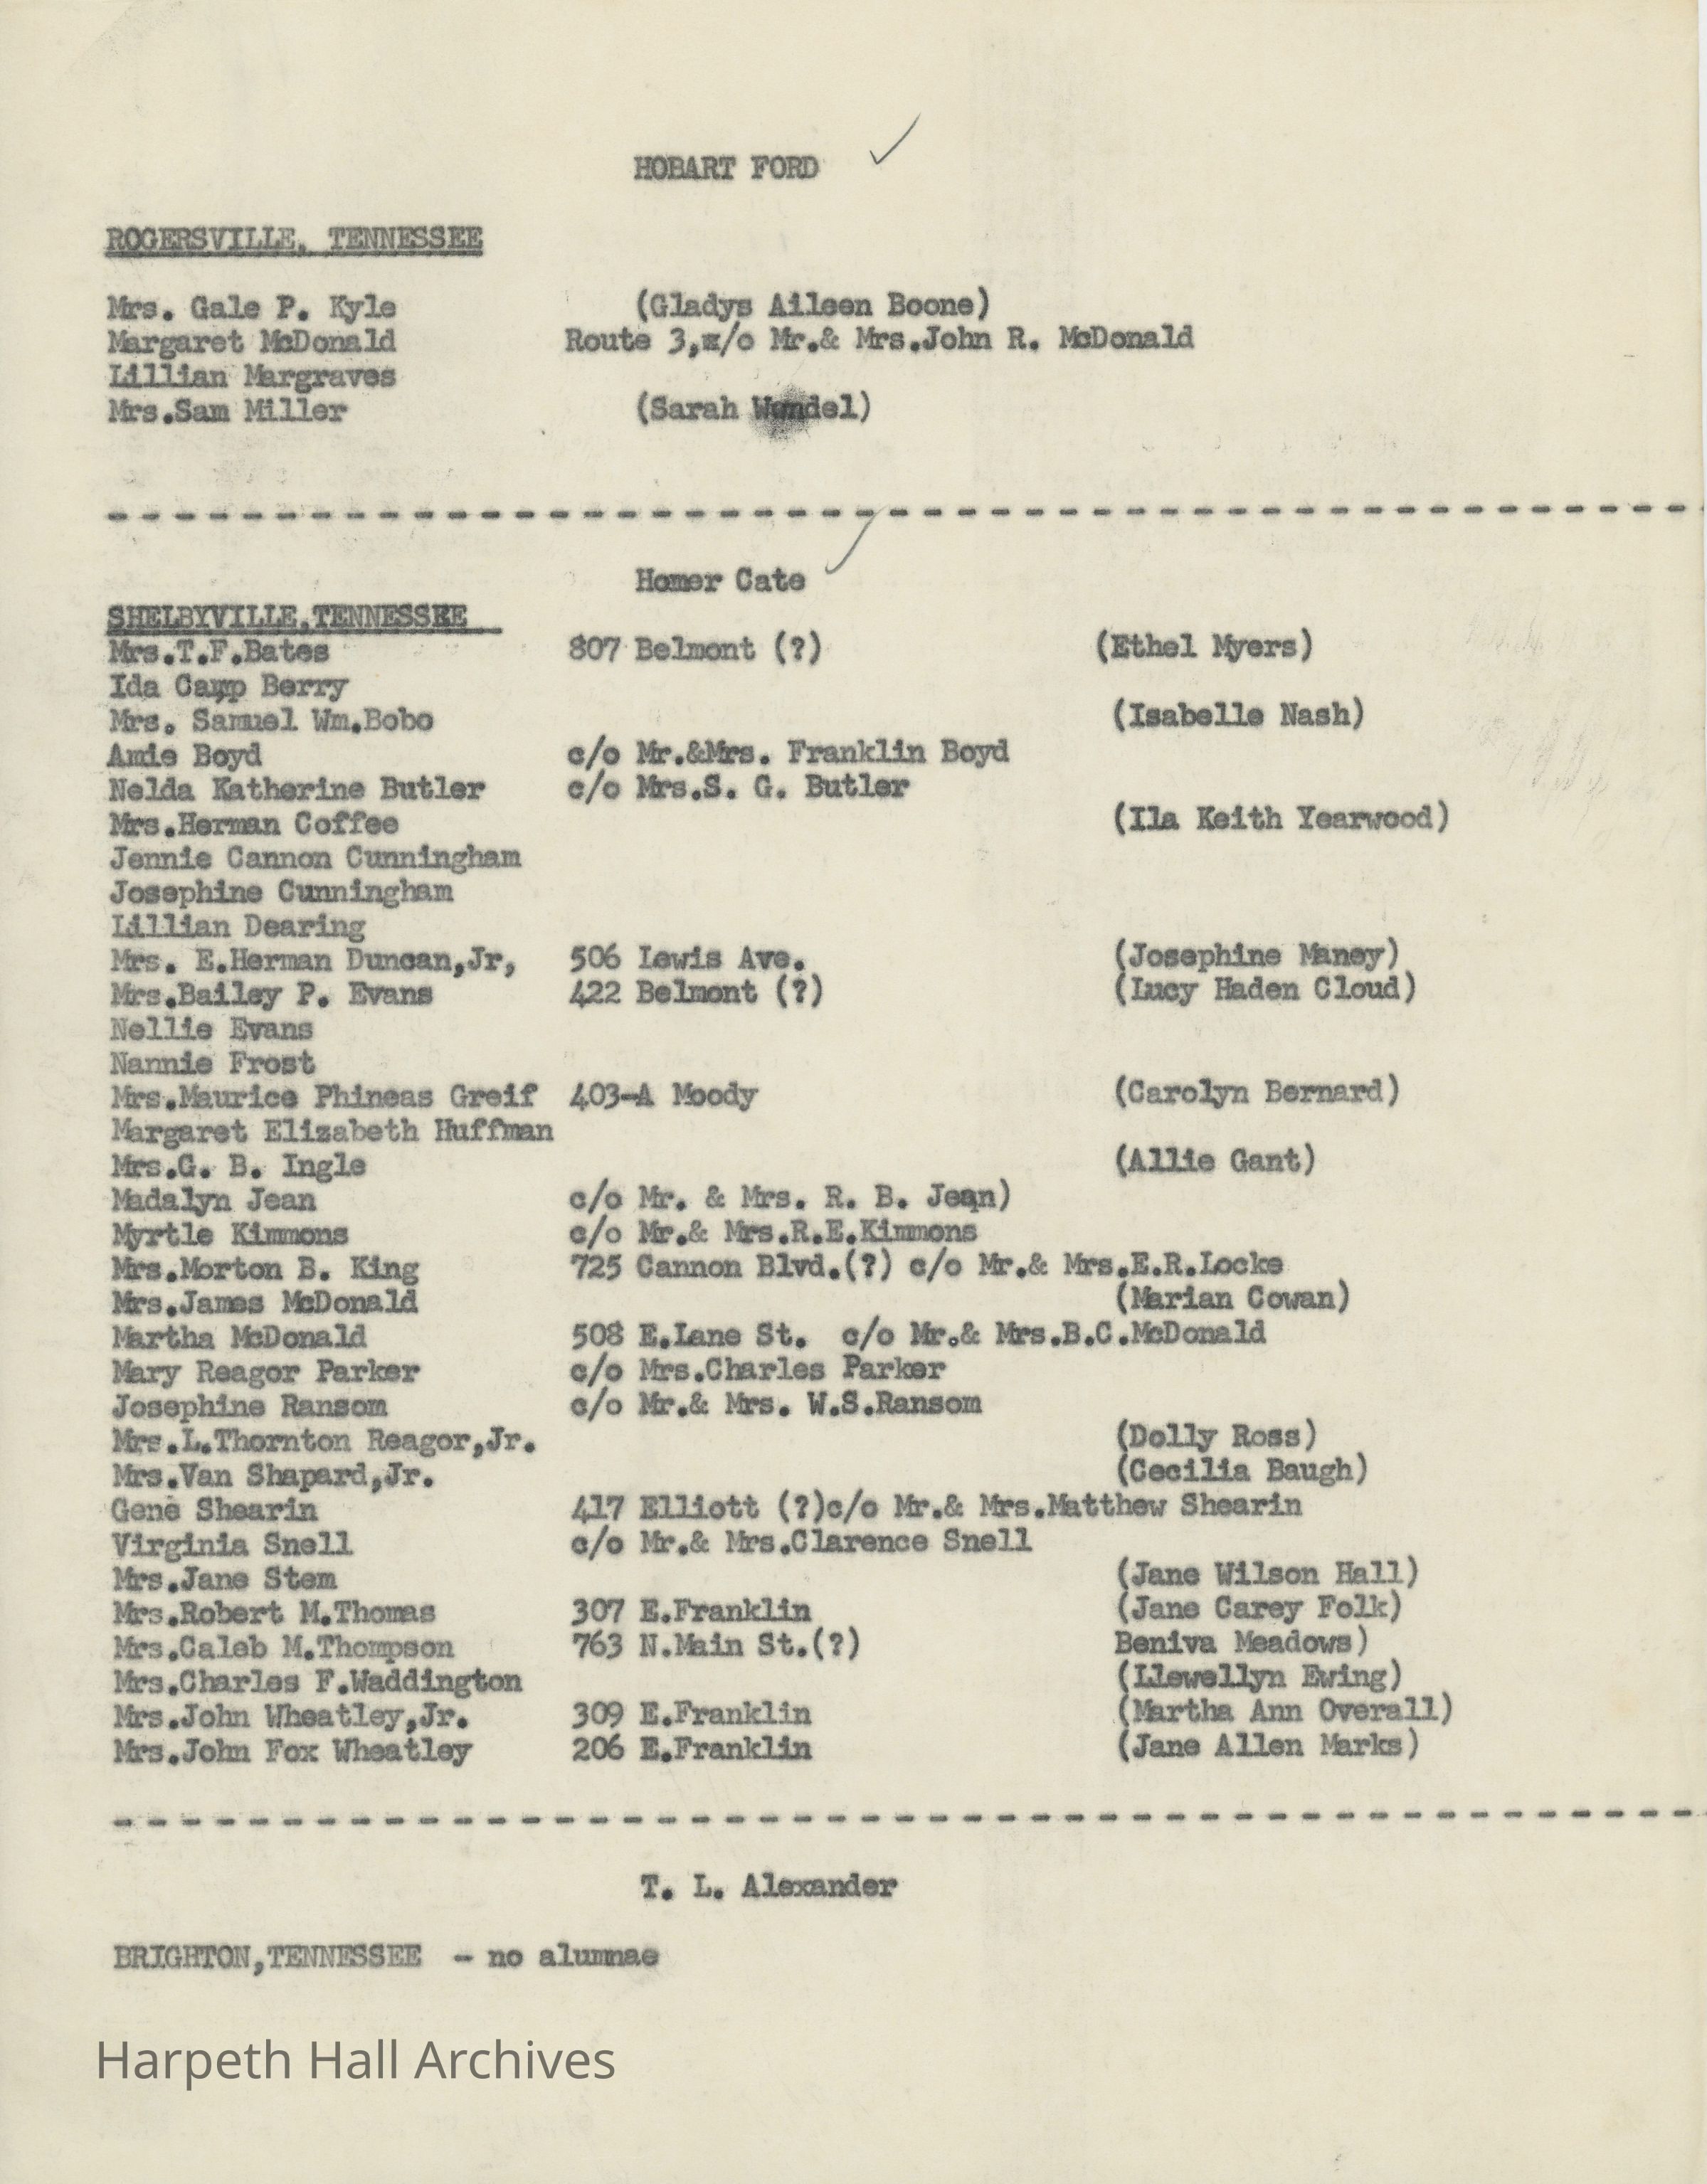 HOBART FORD
ROGERSVILLE, TENNESSEE
Mrs. Gale P. Kyle (Gladys Aileen Boone)
Margaret McDonald Route 3,c/o Mr.& Mrs.John R. McDonald
Lillian Margraves
Mrs.Sam Miller (Sarah Wendel)
Homer Cate
SHELBYVILLE,TENNESSEE
Mrs.T.F.Bates 807 Belmont (?) (Ethel Myers)
Ida Camp Berry
Mrs. Samuel Wm.Bobo (Isabelle Nash)
Amie Boyd c/o Mr.&Mrs. Franklin Boyd
Nelda Katherine Butler c/o Mrs.S. G. Butler
Mrs.Herman Coffee (Ila Keith Yearwood)
Jennie Cannon Cunningham
Josephine Cunningham
Lillian Dearing
Mrs. E.Herman Duncan,Jr, 506 Lewis Ave. (Josephine Maney)
Mrs.Bailey P. Evans 422 Belmont (?) (Lucy Haden Cloud)
Nellie Evans
Nannie Frost
Mrs.Maurice Phineas Greif 403-A Moody (Carolyn Bernard)
Margaret Elizabeth Huffman
Mrs.G. B. Ingle (Allie Gant)
Madalyn Jean c/o Mr. & Mrs. R. B. Jean)
Myrtle Kimmons c/o Mr.& Mrs.R.E.Kimmons
Mrs.Morton B. King 725 Cannon Blvd.(?) c/o Mr.& Mrs.E.R.Locke
Mrs.James McDonald (Marian Cowan)
Martha McDonald 508 E.Lane St. c/o Mr.& Mrs.B.C.McDonald
Mary Reagor Parker c/o Mrs.Charles Parker
Josephine Ransom c/o Mr.& Mrs. W.S.Ransom
Mrs.L.Thornton Reagor,Jr. (Dolly Ross)
Mrs.Van Shapard,Jr. (Cecilia Baugh)
Gene Shearin 417 Elliott (?)c/o Mr.& Mrs.Matthew Shearin
Virginia Snell c/o Mr.& Mrs.Clarence Snell
Mrs.Jane Stem (Jane Wilson Hall)
Mrs.Robert M.Thomas 307 E.Franklin (Jane Carey Folk)
Mrs.Caleb M.Thompson 763 N.Main St.(?) Beniva Meadows)
Mrs.Charles F.Waddington (Llewellyn Ewing)
Mrs.John Wheatley,Jr. 309 E.Franklin (Martha Ann Overall)
Mrs.John Fox Wheatley 206 E.Franklin (Jane Allen Marks)
T. L. Alexander
BRIGHTON,TENNESSEE - no alumnae
Harpeth Hall Archives